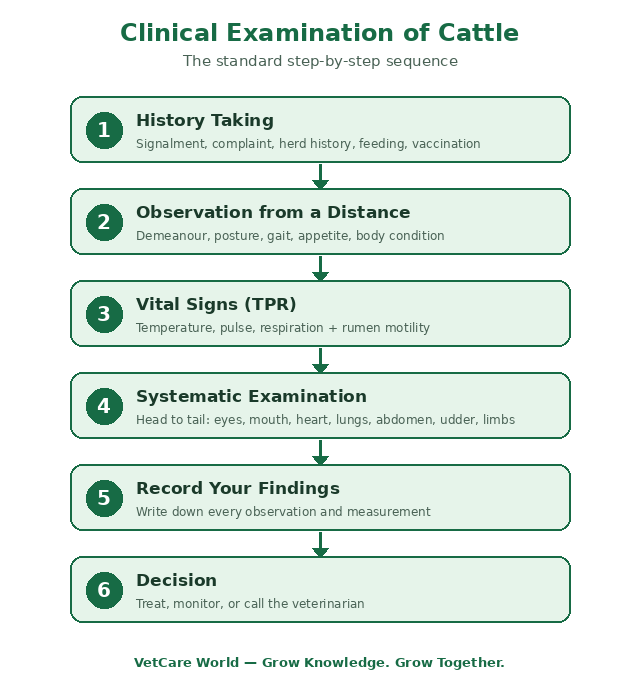 Clinical Examination of Cattle
The standard step-by-step sequence
1
History Taking
Signalment, complaint, herd history, feeding, vaccination
2
Observation from a Distance
Demeanour, posture, gait, appetite, body condition
3
Vital Signs (TPR)
Temperature, pulse, respiration + rumen motility
4
Systematic Examination
Head to tail: eyes, mouth, heart, lungs, abdomen, udder, limbs
5
Record Your Findings
Write down every observation and measurement
6
Decision
Treat, monitor, or call the veterinarian
VetCare World — Grow Knowledge. Grow Together.